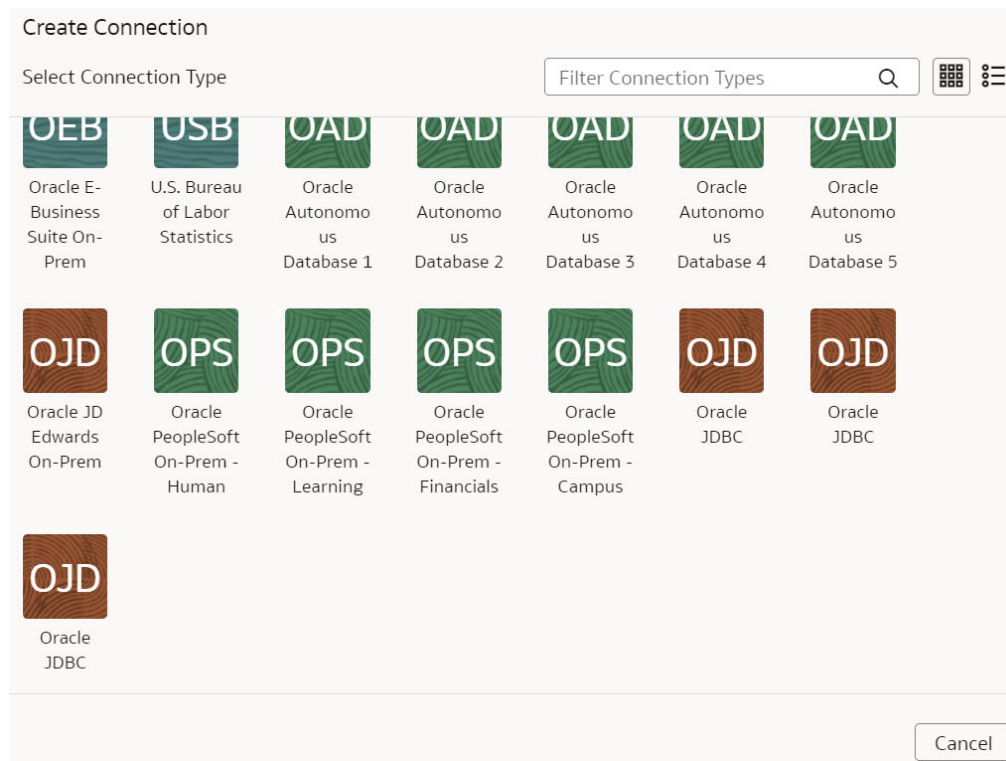 Create Connection
Select Connection Type
Filter Connection Types
OEB USB OAD OAD OAD OAD OAD
Oracle E- U.S. Bureau Oracle Oracle Oracle Oracle Oracle
Business of Labor Autonomo Autonomo Autonomo Autonomo Autonomo
Suite On- Statistics us us us us us
Prem Database 1 Database 2 Database 3 Database 4 Database 5
OJD OPS OPS OPS OPS OJD OJD
Oracle JD Oracle Oracle Oracle Oracle Oracle Oracle
Edwards PeopleSoft PeopleSoft PeopleSoft PeopleSoft JDBC JDBC
On-Prem On-Prem - On-Prem - On-Prem - On-Prem -
Human Learning Financials Campus
OJD
Oracle
JDBC
Cancel